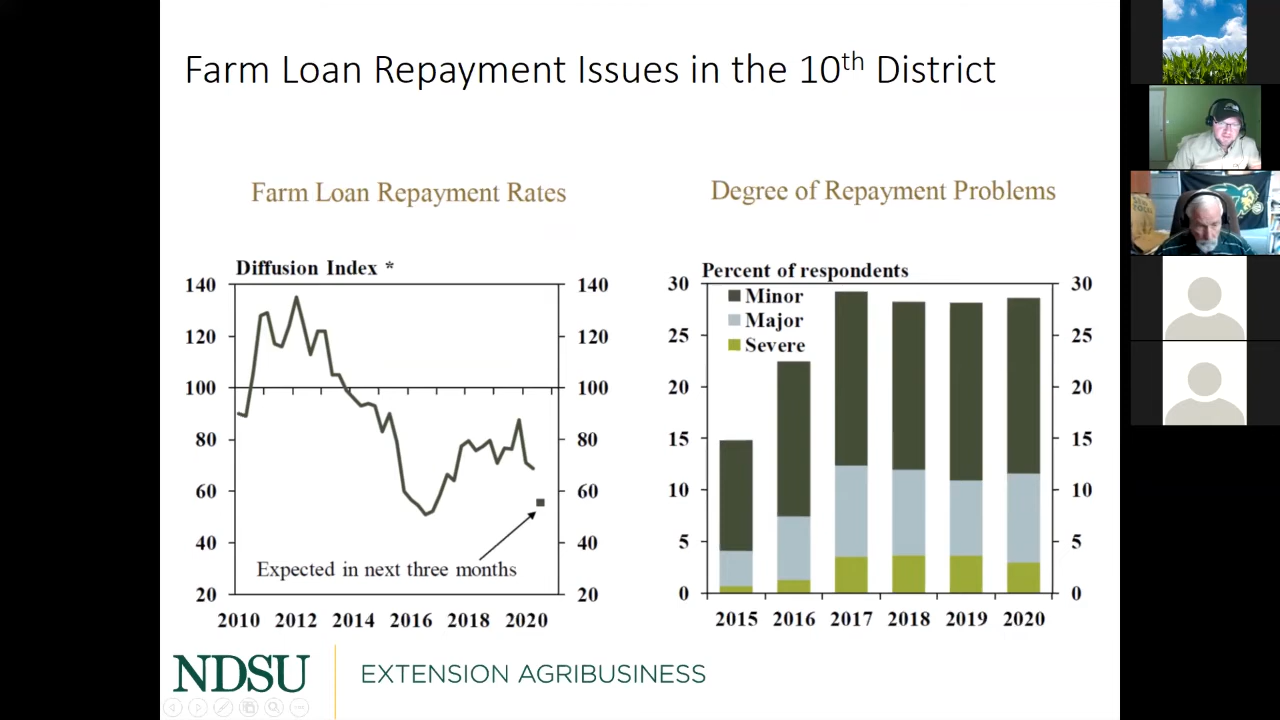 Farm Loan Repayment Issues in the 10th District
Farm Loan Repayment Rates
Diffusion Index *
140 140
120 120
100 100
80 80
60 60
40 40
Expected in next three months
20 20
2010 2012 2014 2016 2018 2020
Degree of Repayment Problems
Percent of respondents
30 30
Minor
Major
25 25
Severe
20 20
15 15
10 10
5 5
0 0
2015 2016 2017 2018 2019 2020
NDSU EXTENSION AGRIBUSINESS